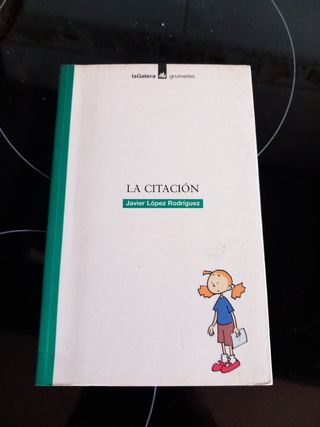 laGalera grumetes
LA CITACIÓN
Javier López Rodríguez